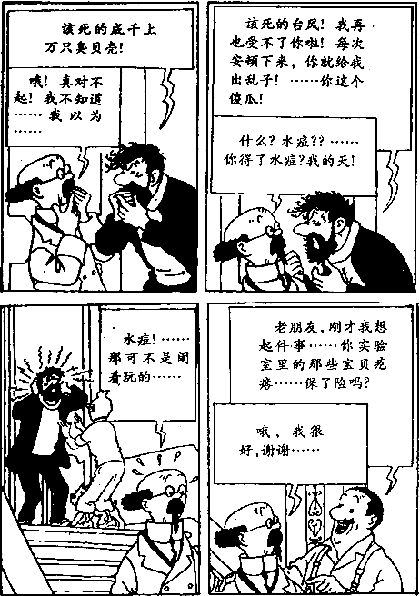 该死的底千上
万只臭贝壳!
哦!真对不
起!我不知道
……我以为
……
该死的台风!我再
也受不了你啦!每次
安顿下来,你就给我
出乱子!……你这个
傻瓜!
什么?水痘??……
你得了水痘?我的天!
水痘!……
那可不是闹
着玩的……
老朋友,刚才我想
起件事……你实验
室里的那些宝贝疙
瘩……保了险吗?
哦,我很
好,谢谢……